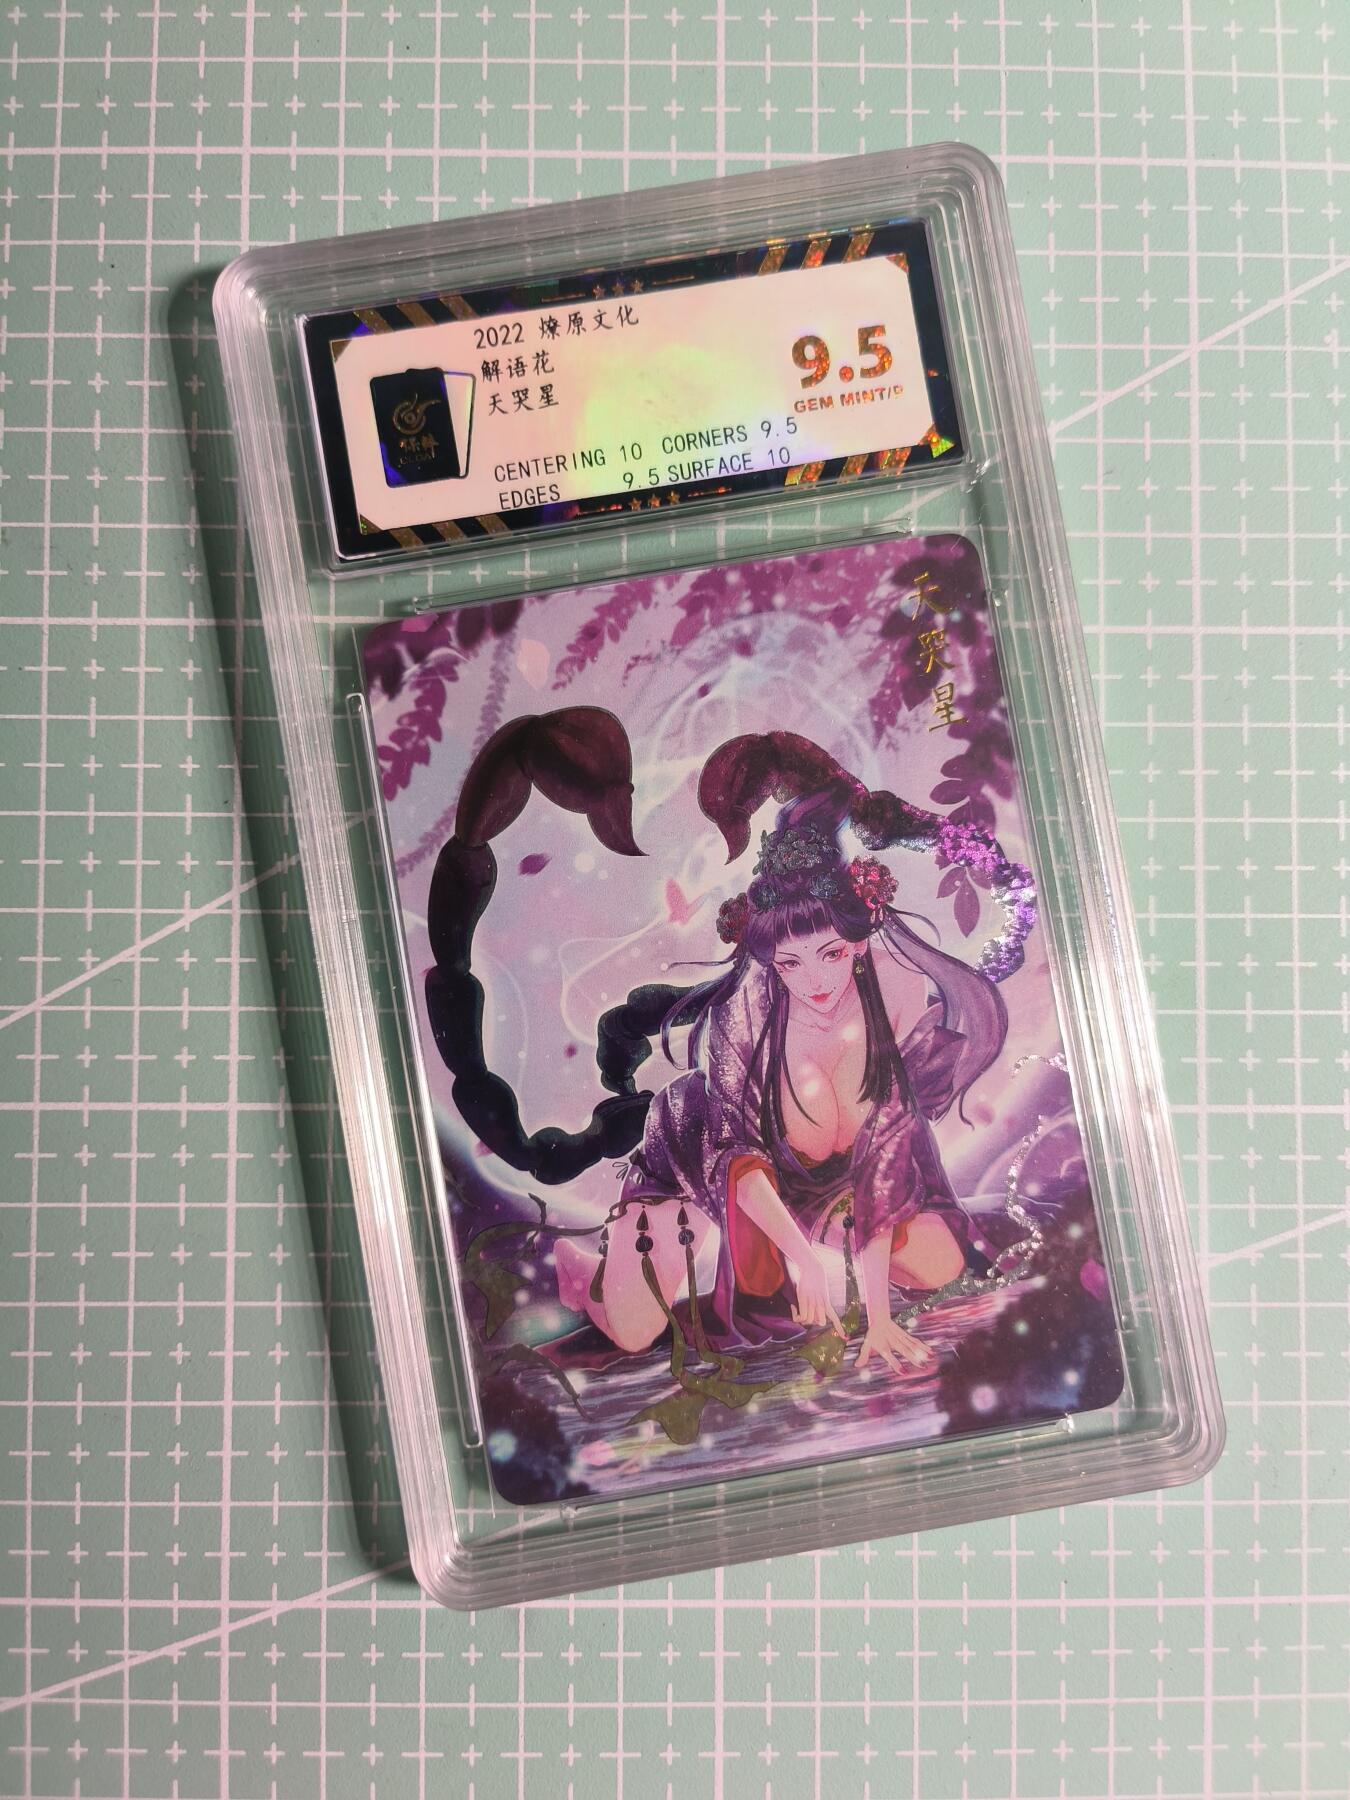 2022 燎原文化
解语花
天哭星
9.5
GEM MINT/9
CENTERING 10 CORNERS 9.5
EDGES 9.5 SURFACE 10
天哭星